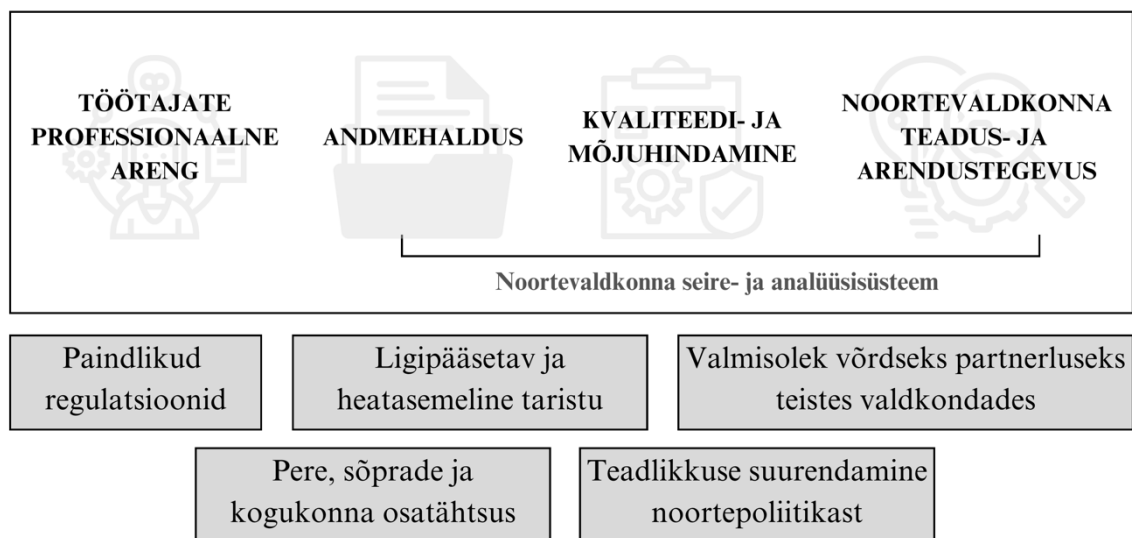 TÖÖTAJATE
PROFESSIONAALNE
ARENG
ANDMEHALDUS
KVALITEEDI- JA
MÕJUHINDAMINE
NOORTEVALDKONNA
TEADUS- JA
ARENDUSTEGEVUS
Noortevaldkonna seire- ja analüüsisüsteem
Paindlikud
regulatsioonid
Ligipääsetav ja
heatasemeline taristu
Valmisolek võrdseks partnerluseks
teistes valdkondades
Pere, sõprade ja
kogukonna osatähtsus
Teadlikkuse suurendamine
noortepoliitikast